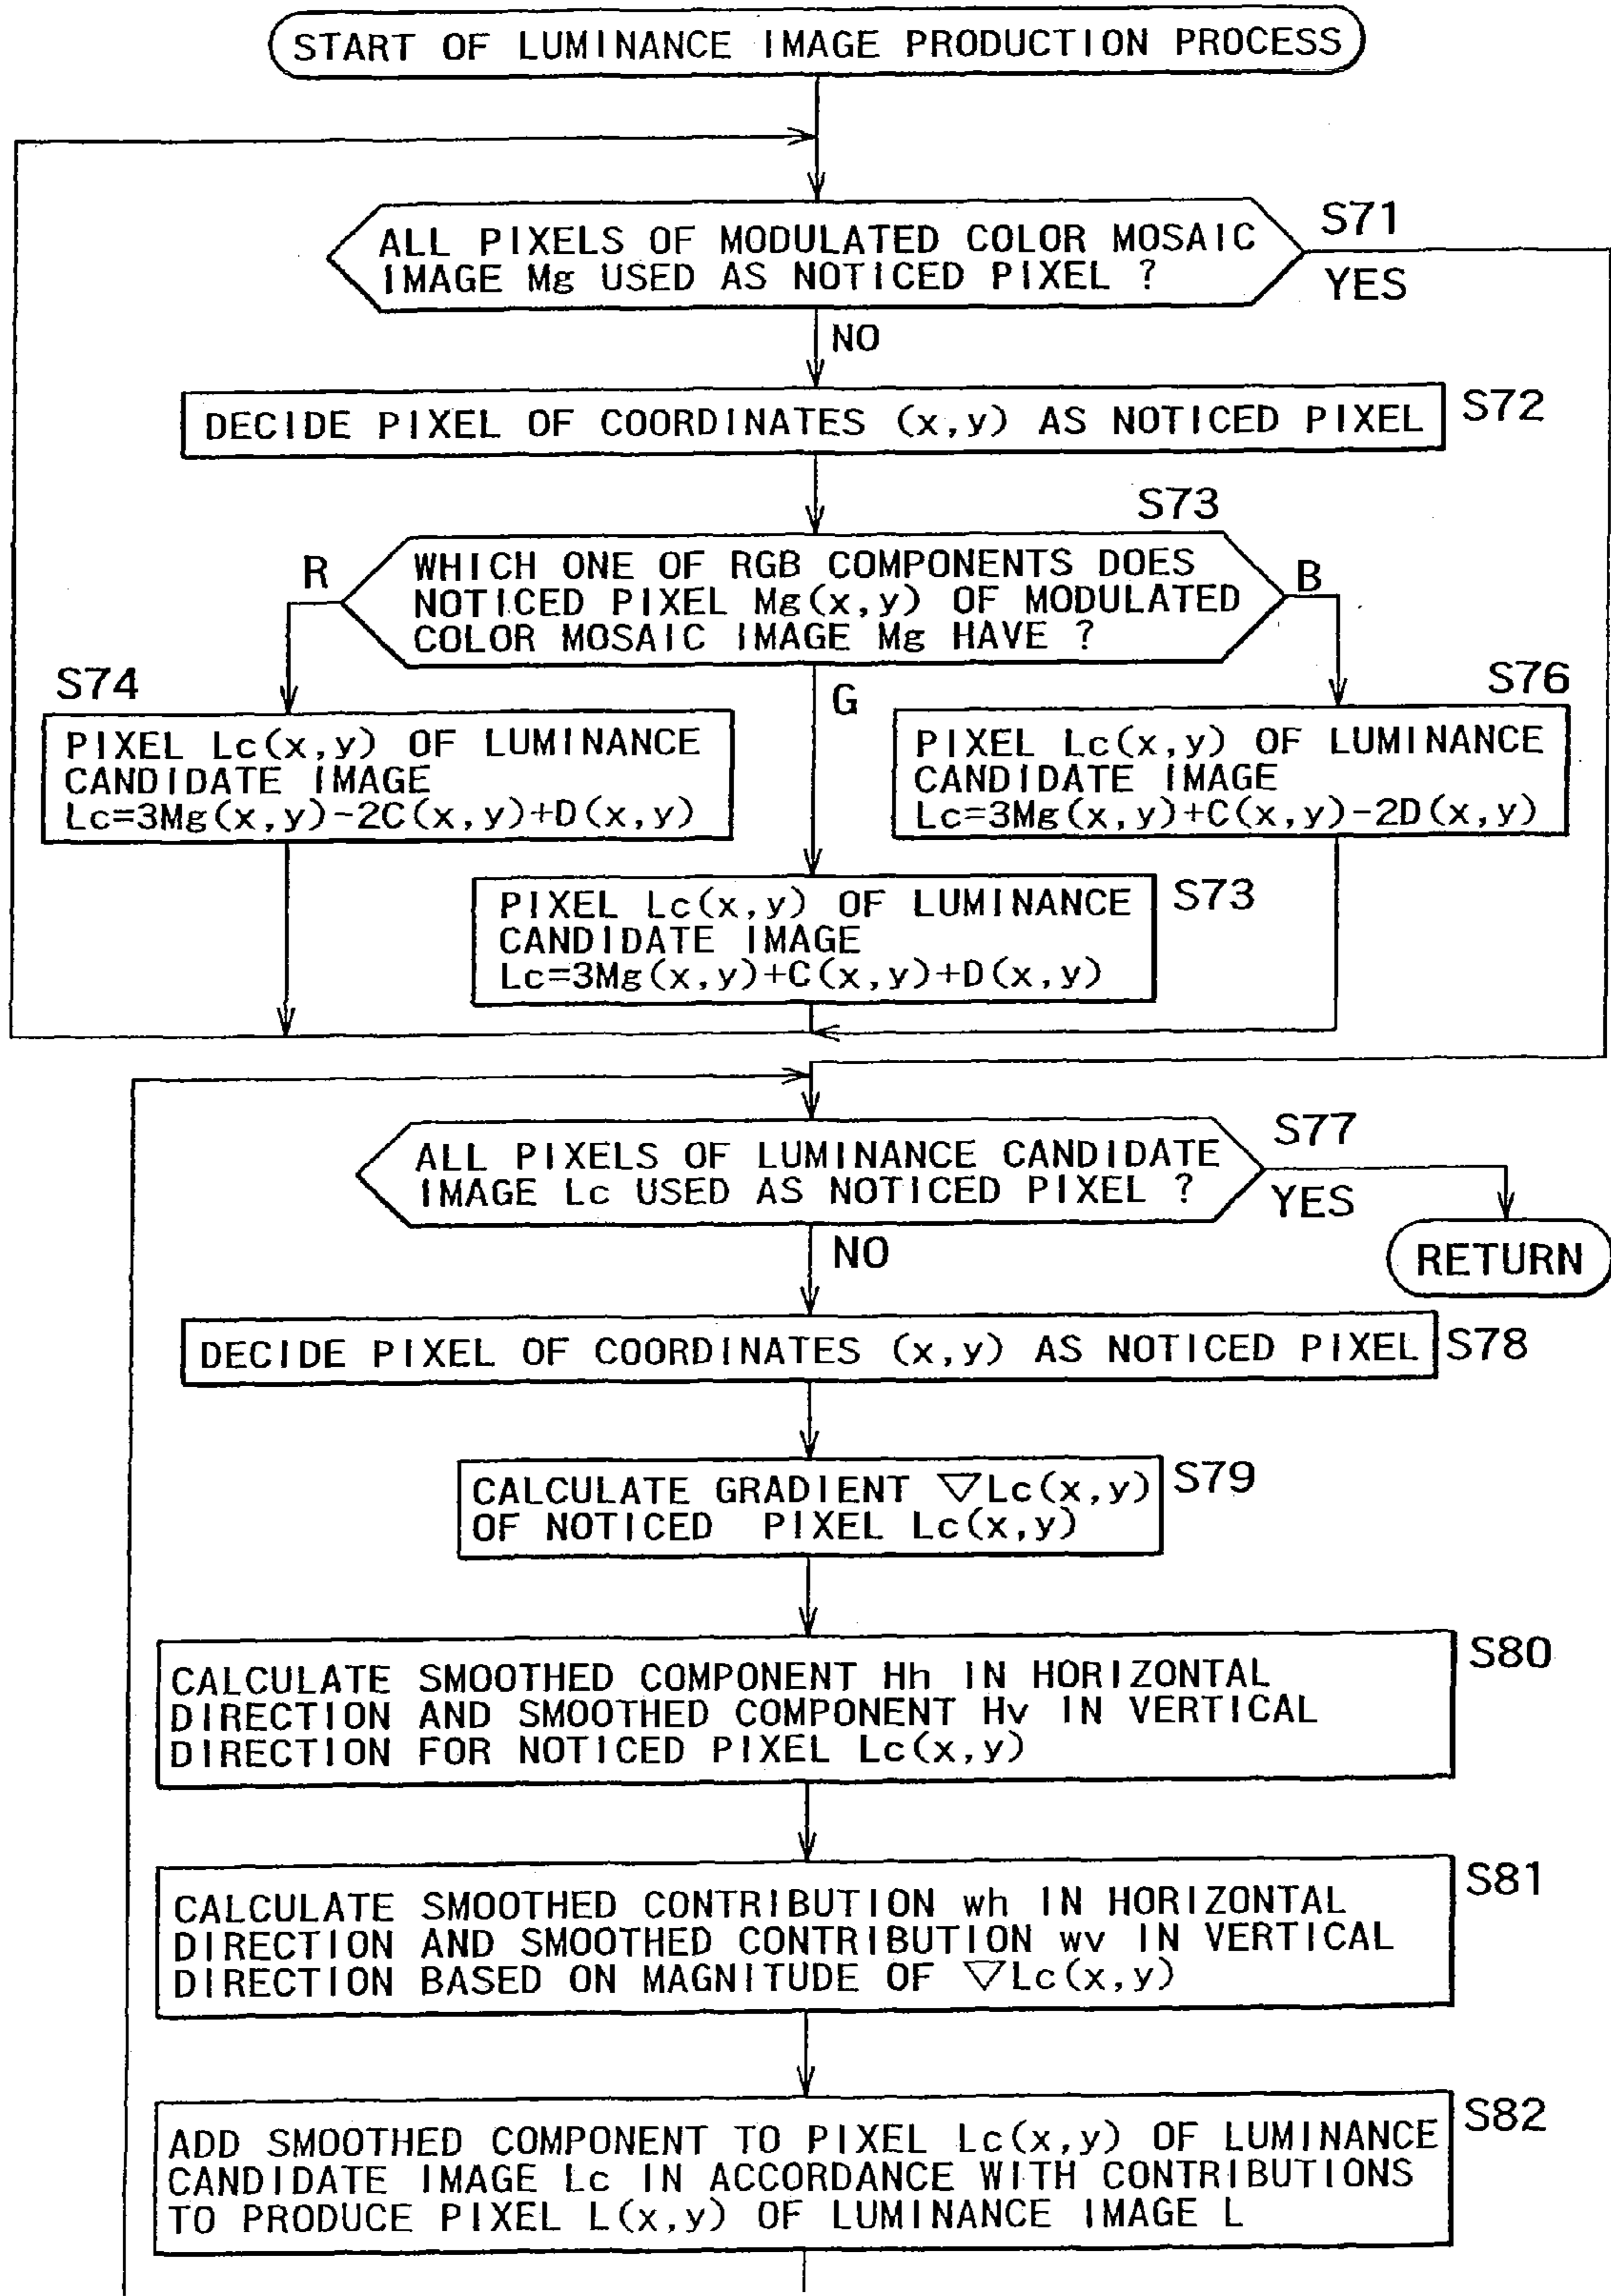 START OF LUMINANCE IMAGE PRODUCTION PROCESS
ALL PIXELS OF MODULATED COLOR MOSAIC
IMAGE Mg USED AS NOTICED PIXEL ?
S71
YES
NO
DECIDE PIXEL OF COORDINATES (x,y) AS NOTICED PIXEL
S72
S73
WHICH ONE OF RGB COMPONENTS DOES
NOTICED PIXEL Mg(x,y) OF MODULATED
COLOR MOSAIC IMAGE Mg HAVE ?
R
B
G
S74
PIXEL Lc(x,y) OF LUMINANCE
CANDIDATE IMAGE
Lc=3Mg(x,y)-2C(x,y)+D(x,y)
S76
PIXEL Lc(x,y) OF LUMINANCE
CANDIDATE IMAGE
Lc=3Mg(x,y)+C(x,y)-2D(x,y)
S73
PIXEL Lc(x,y) OF LUMINANCE
CANDIDATE IMAGE
Lc=3Mg(x,y)+C(x,y)+D(x,y)
ALL PIXELS OF LUMINANCE CANDIDATE
IMAGE Lc USED AS NOTICED PIXEL ?
S77
YES
RETURN
NO
DECIDE PIXEL OF COORDINATES (x,y) AS NOTICED PIXEL
S78
CALCULATE GRADIENT ▽Lc(x,y)
OF NOTICED PIXEL Lc(x,y)
S79
CALCULATE SMOOTHED COMPONENT Hh IN HORIZONTAL
DIRECTION AND SMOOTHED COMPONENT Hv IN VERTICAL
DIRECTION FOR NOTICED PIXEL Lc(x,y)
S80
CALCULATE SMOOTHED CONTRIBUTION wh IN HORIZONTAL
DIRECTION AND SMOOTHED CONTRIBUTION wv IN VERTICAL
DIRECTION BASED ON MAGNITUDE OF ▽Lc(x,y)
S81
ADD SMOOTHED COMPONENT TO PIXEL Lc(x,y) OF LUMINANCE
CANDIDATE IMAGE Lc IN ACCORDANCE WITH CONTRIBUTIONS
TO PRODUCE PIXEL L(x,y) OF LUMINANCE IMAGE L
S82